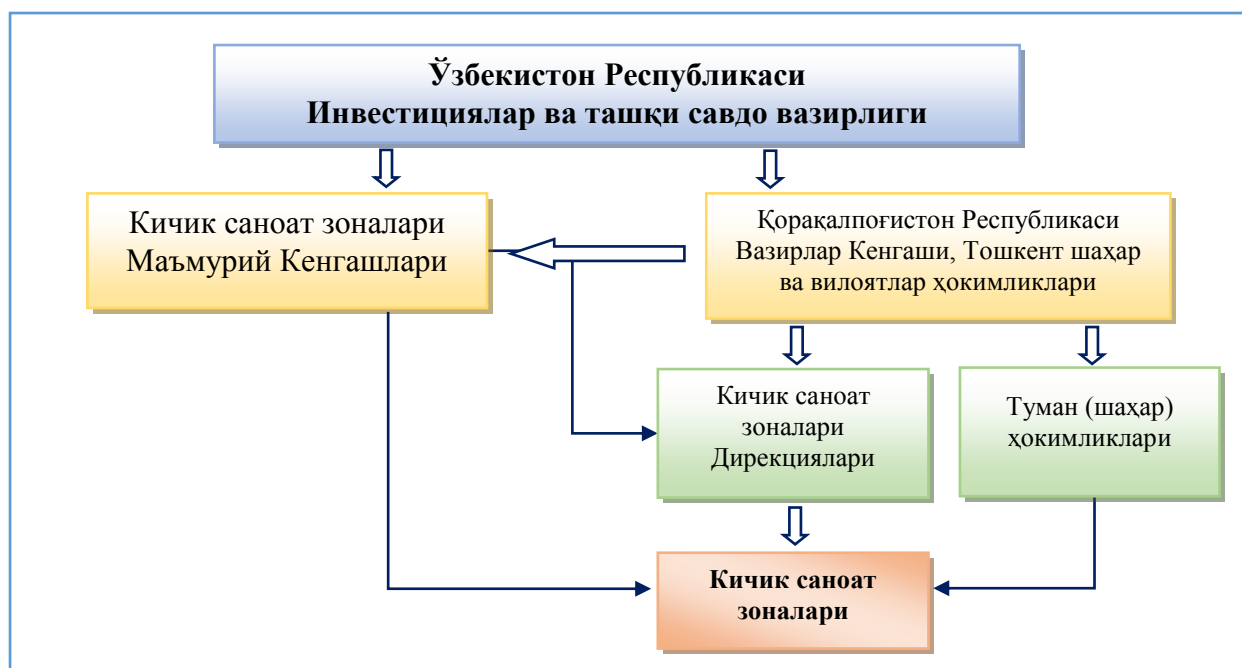 Ўзбекистон Республикаси
Инвестициялар ва ташқи савдо вазирлиги
Кичик саноат зоналари
Маъмурий Кенгашлари
Қорақалпоғистон Республикаси
Вазирлар Кенгаши, Тошкент шаҳар
ва вилоятлар ҳокимликлари
Кичик саноат
зоналари
Дирекциялари
Туман (шаҳар)
ҳокимликлари
Кичик саноат
зоналари